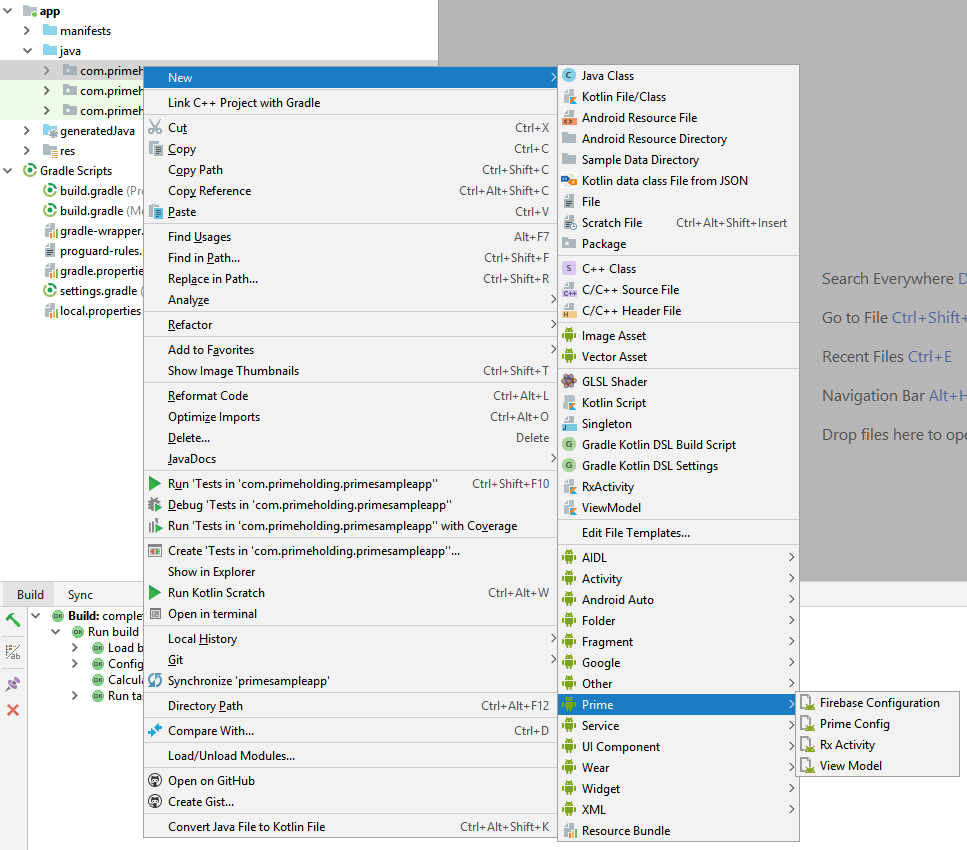 app
manifests
java
com.primeh
com.primeh
com.primeh
generatedJava
res
Gradle Scripts
build.gradle (Pr
build.gradle (M
gradle-wrapper.
proguard-rules.
gradle.propertie
settings.gradle (
local.properties
New
Link C++ Project with Gradle
Cut Ctrl+X
Copy Ctrl+C
Copy Path Ctrl+Shift+C
Copy Reference Ctrl+Alt+Shift+C
Paste Ctrl+V
Find Usages Alt+F7
Find in Path... Ctrl+Shift+F
Replace in Path... Ctrl+Shift+R
Analyze
Refactor
Add to Favorites
Show Image Thumbnails Ctrl+Shift+T
Reformat Code Ctrl+Alt+L
Optimize Imports Ctrl+Alt+O
Delete... Delete
JavaDocs
Run 'Tests in 'com.primeholding.primesampleapp'' Ctrl+Shift+F10
Debug 'Tests in 'com.primeholding.primesampleapp''
Run 'Tests in 'com.primeholding.primesampleapp'' with Coverage
Create 'Tests in 'com.primeholding.primesampleapp''...
Show in Explorer
Run Kotlin Scratch Ctrl+Alt+W
Open in terminal
Local History
Git
Synchronize 'primesampleapp'
Directory Path Ctrl+Alt+F12
Compare With... Ctrl+D
Load/Unload Modules...
Open on GitHub
Create Gist...
Convert Java File to Kotlin File Ctrl+Alt+Shift+K
C Java Class
Kotlin File/Class
Android Resource File
Android Resource Directory
Sample Data Directory
Kotlin data class File from JSON
File
Scratch File Ctrl+Alt+Shift+Insert
Package
S C++ Class
C++ C/C++ Source File
H C/C++ Header File
Image Asset
Vector Asset
GLSL Shader
Kotlin Script
J Singleton
G Gradle Kotlin DSL Build Script
G Gradle Kotlin DSL Settings
RxActivity
ViewModel
Edit File Templates...
AIDL
Activity
Android Auto
Folder
Fragment
Google
Other
Prime
Service
UI Component
Wear
Widget
XML
Resource Bundle
Firebase Configuration
Prime Config
Rx Activity
View Model
Search Everywhere D
Go to File Ctrl+Shift+
Recent Files Ctrl+E
Navigation Bar Alt+H
Drop files here to ope
Build Sync
OK Build: comple
OK Run build
OK Load b
OK Config
OK Calcula
OK Run ta